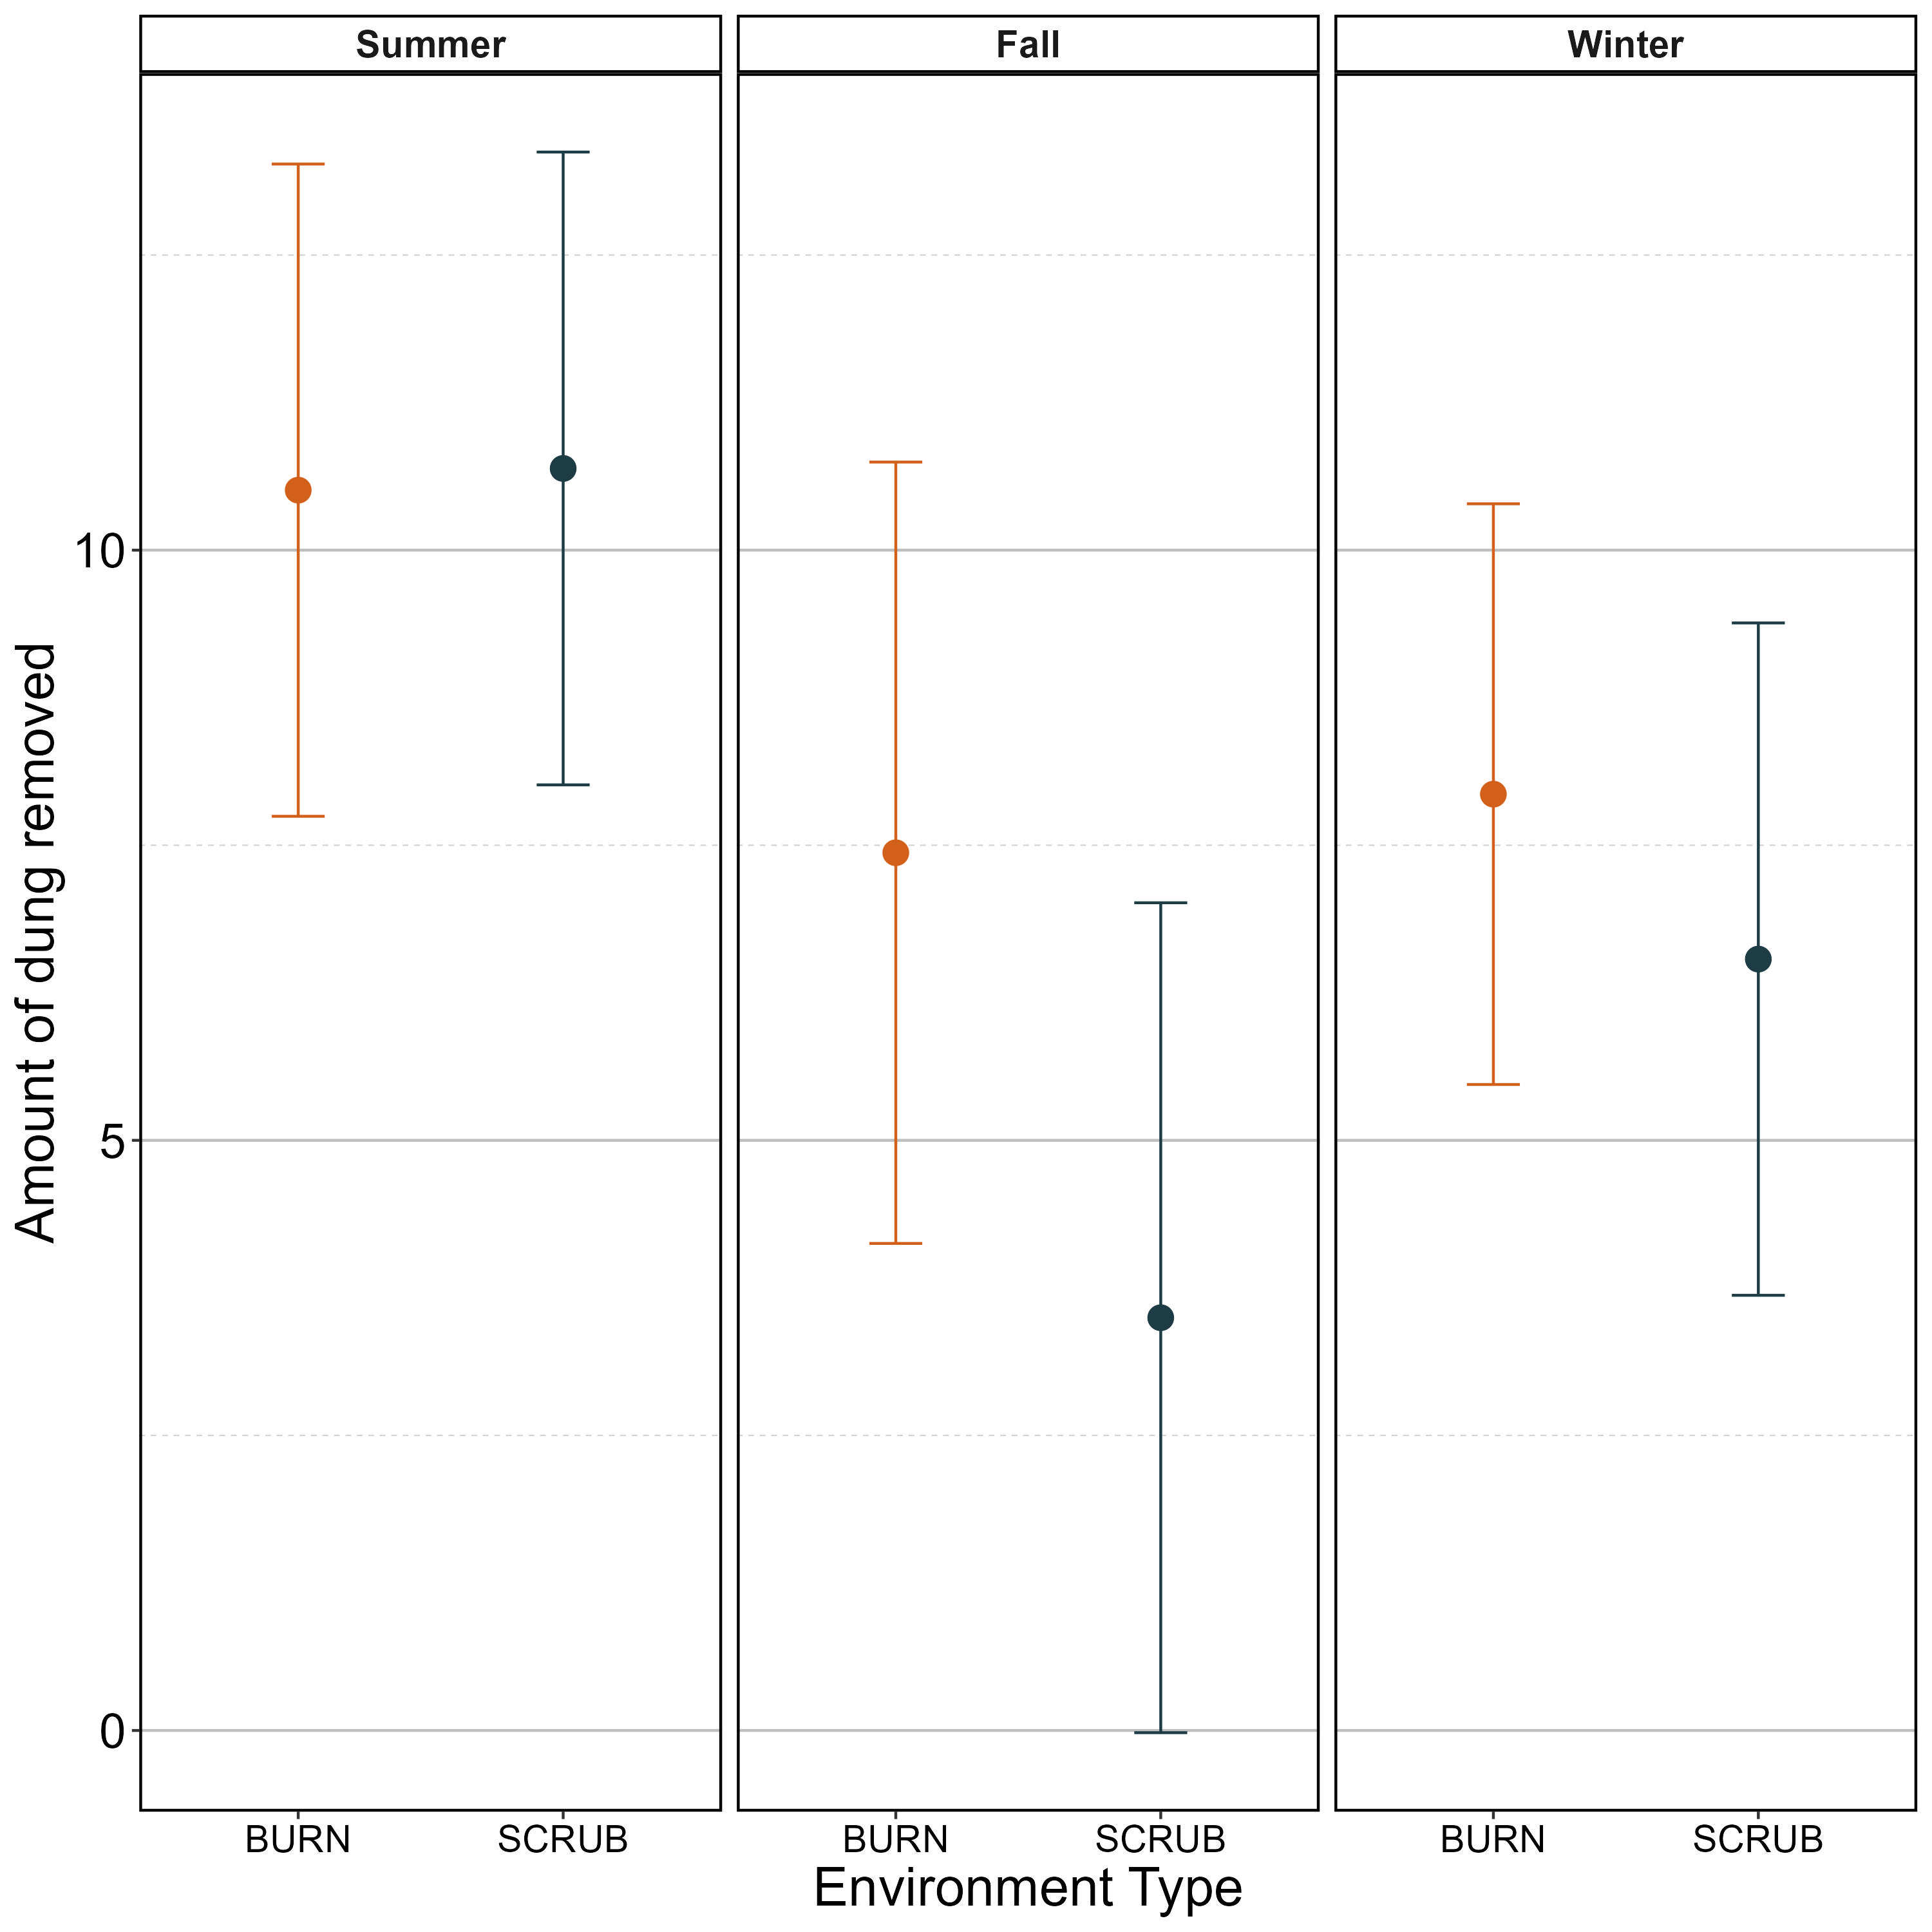 Summer Fall Winter
Amount of dung removed
10
5
0
BURN SCRUB BURN SCRUB BURN SCRUB
Environment Type